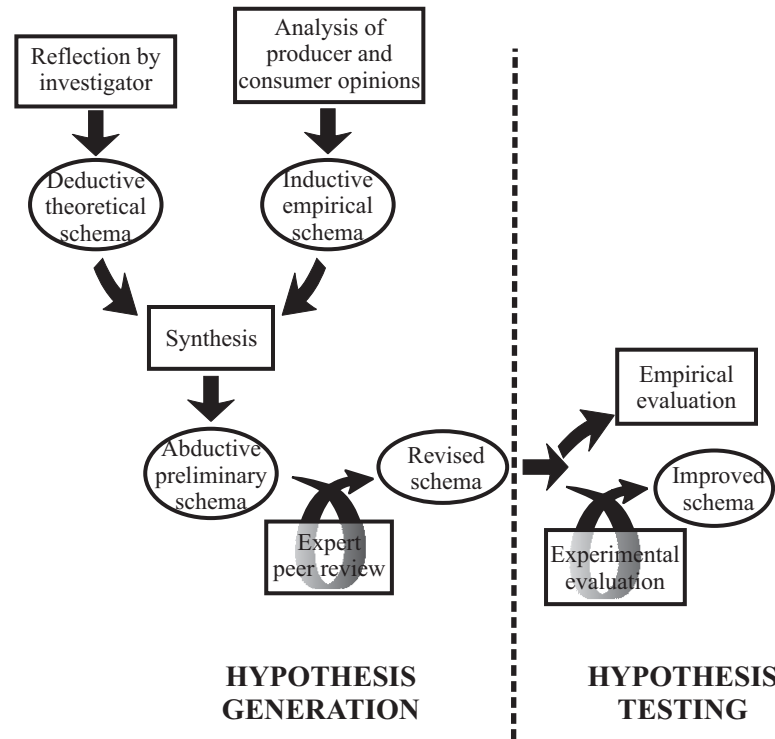 Reflection by
investigator
Analysis of
producer and
consumer opinions
Deductive
theoretical
schema
Inductive
empirical
schema
Synthesis
Abductive
preliminary
schema
Expert
peer review
Revised
schema
Empirical
evaluation
Improved
schema
Experimental
evaluation
HYPOTHESIS
GENERATION
HYPOTHESIS
TESTING